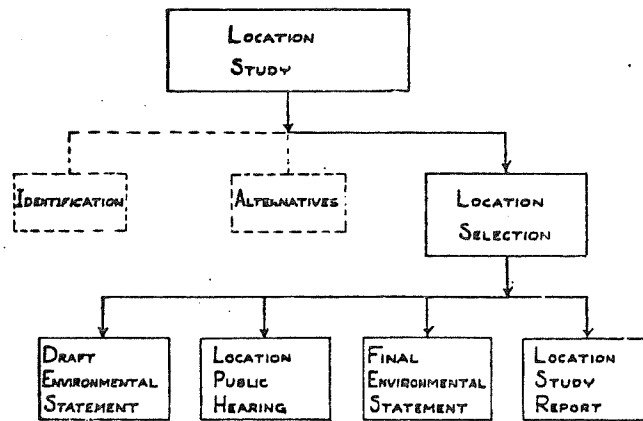 LOCATION
STUDY
IDENTIFICATION
ALTERNATIVES
LOCATION
SELECTION
DRAFT
ENVIRONMENTAL
STATEMENT
LOCATION
PUBLIC
HEARING
FINAL
ENVIRONMENTAL
STATEMENT
LOCATION
STUDY
REPORT